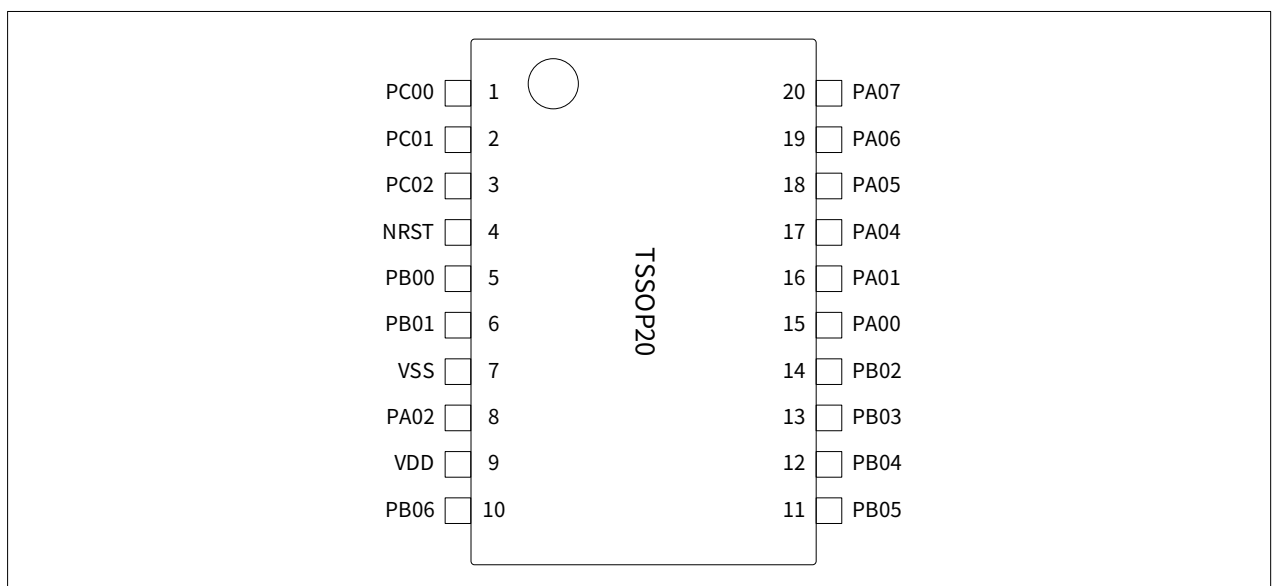 PC00 1 20 PA07
PC01 2 19 PA06
PC02 3 18 PA05
NRST 4 17 PA04
PB00 5 16 PA01
PB01 6 15 PA00
VSS 7 14 PB02
PA02 8 13 PB03
VDD 9 12 PB04
PB06 10 11 PB05
TSSOP20